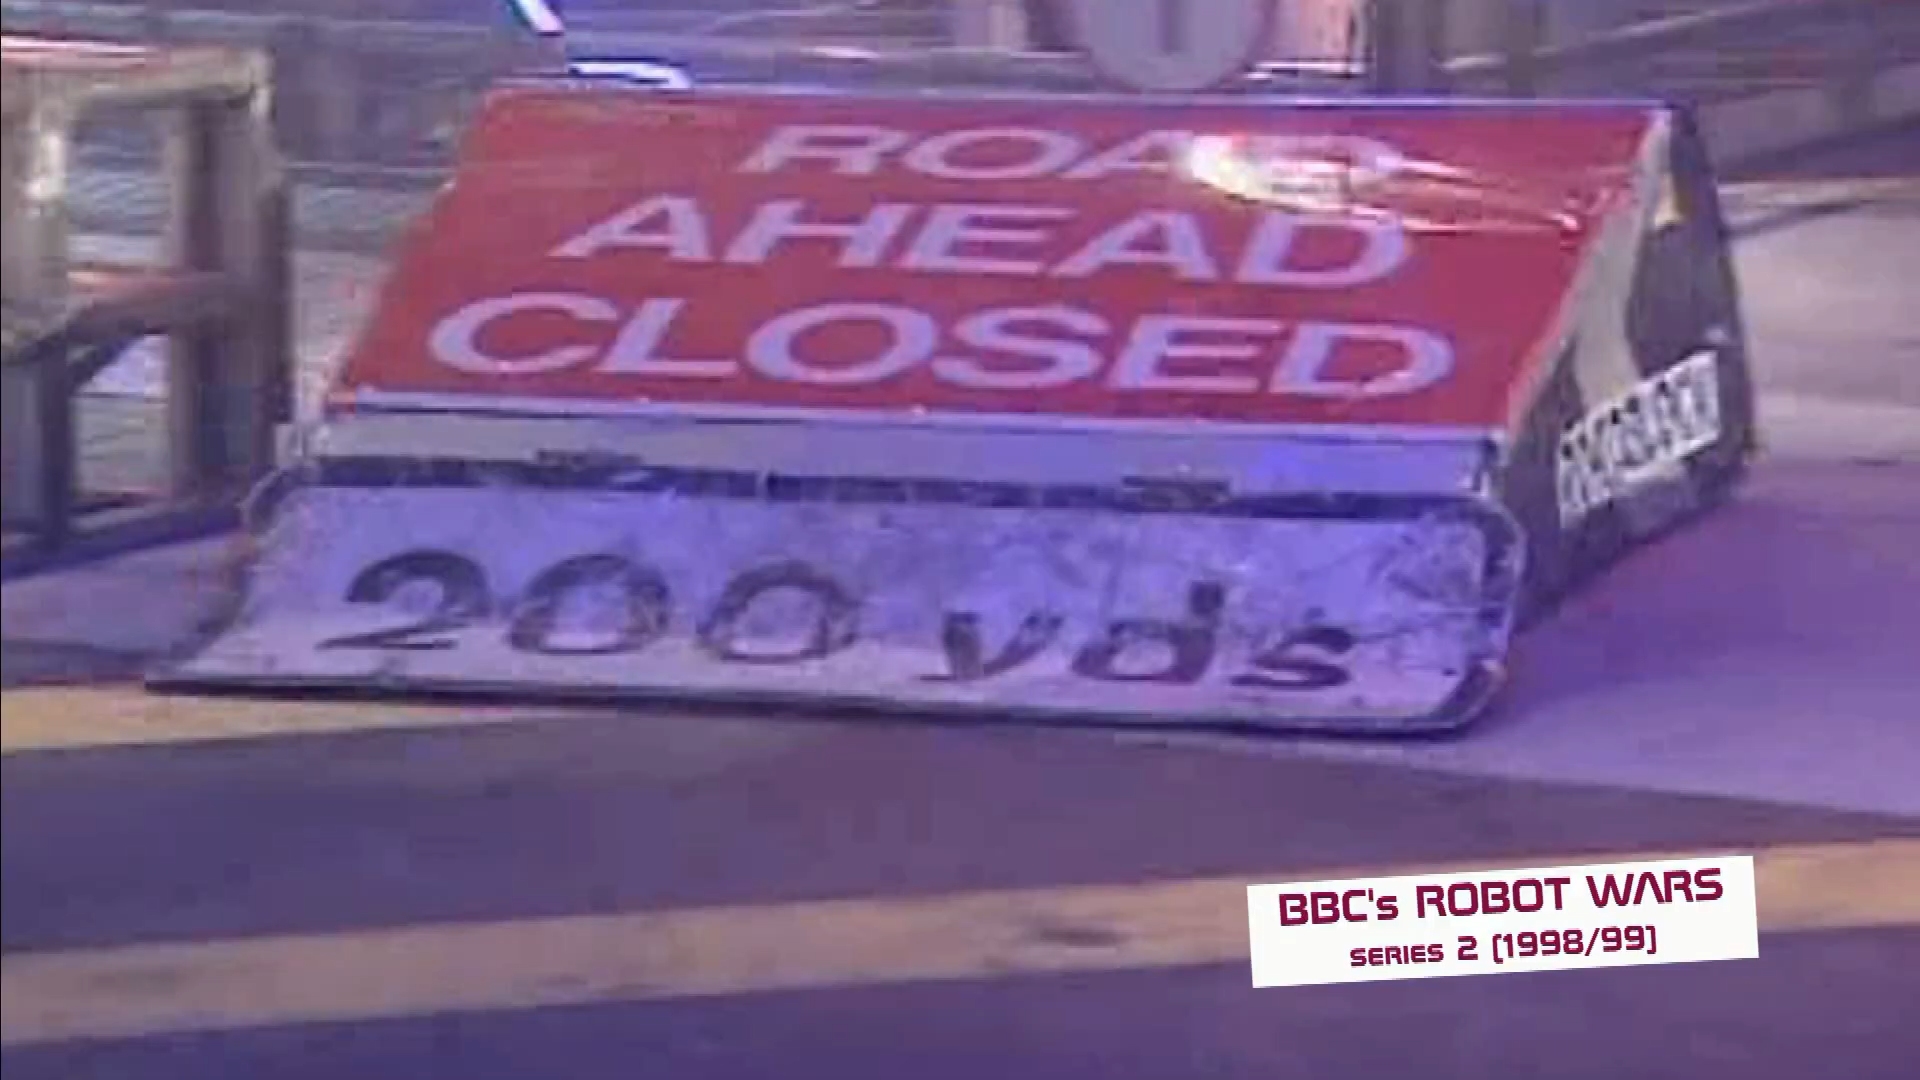 ROAD
AHEAD
CLOSED
200 yds
BBC's ROBOT WARS
SERIES 2 [1998/99]